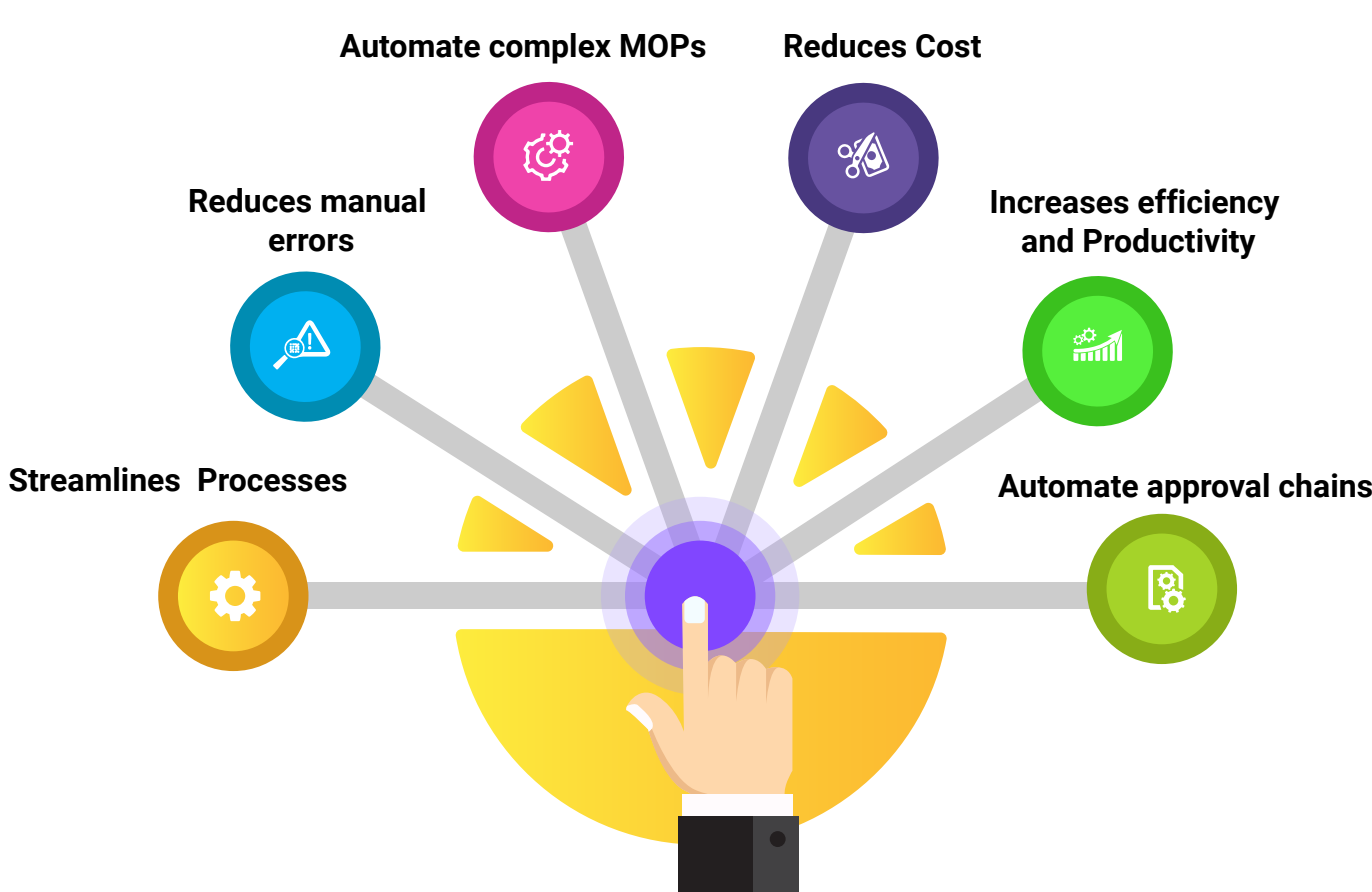 Automate complex MOPs
Reduces Cost
Reduces manual
errors
Increases efficiency
and Productivity
Streamlines  Processes
Automate approval chains